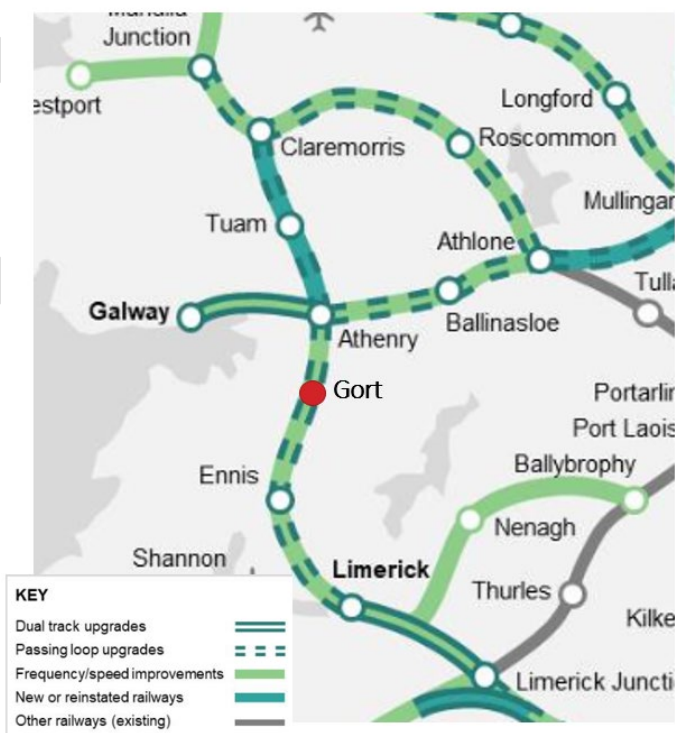 Junction
estport
Longford
Roscommon
Claremorris
Mullingar
Tuam
Athlone
Tull
Galway
Ballinasloe
Athenry
Gort
Portarlin
Port Laois
Ballybrophy
Ennis
Nenagh
Shannon
Limerick
Thurles
Kilke
Limerick Juncti
KEY
Dual track upgrades
Passing loop upgrades
Frequency/speed improvements
New or reinstated railways
Other railways (existing)